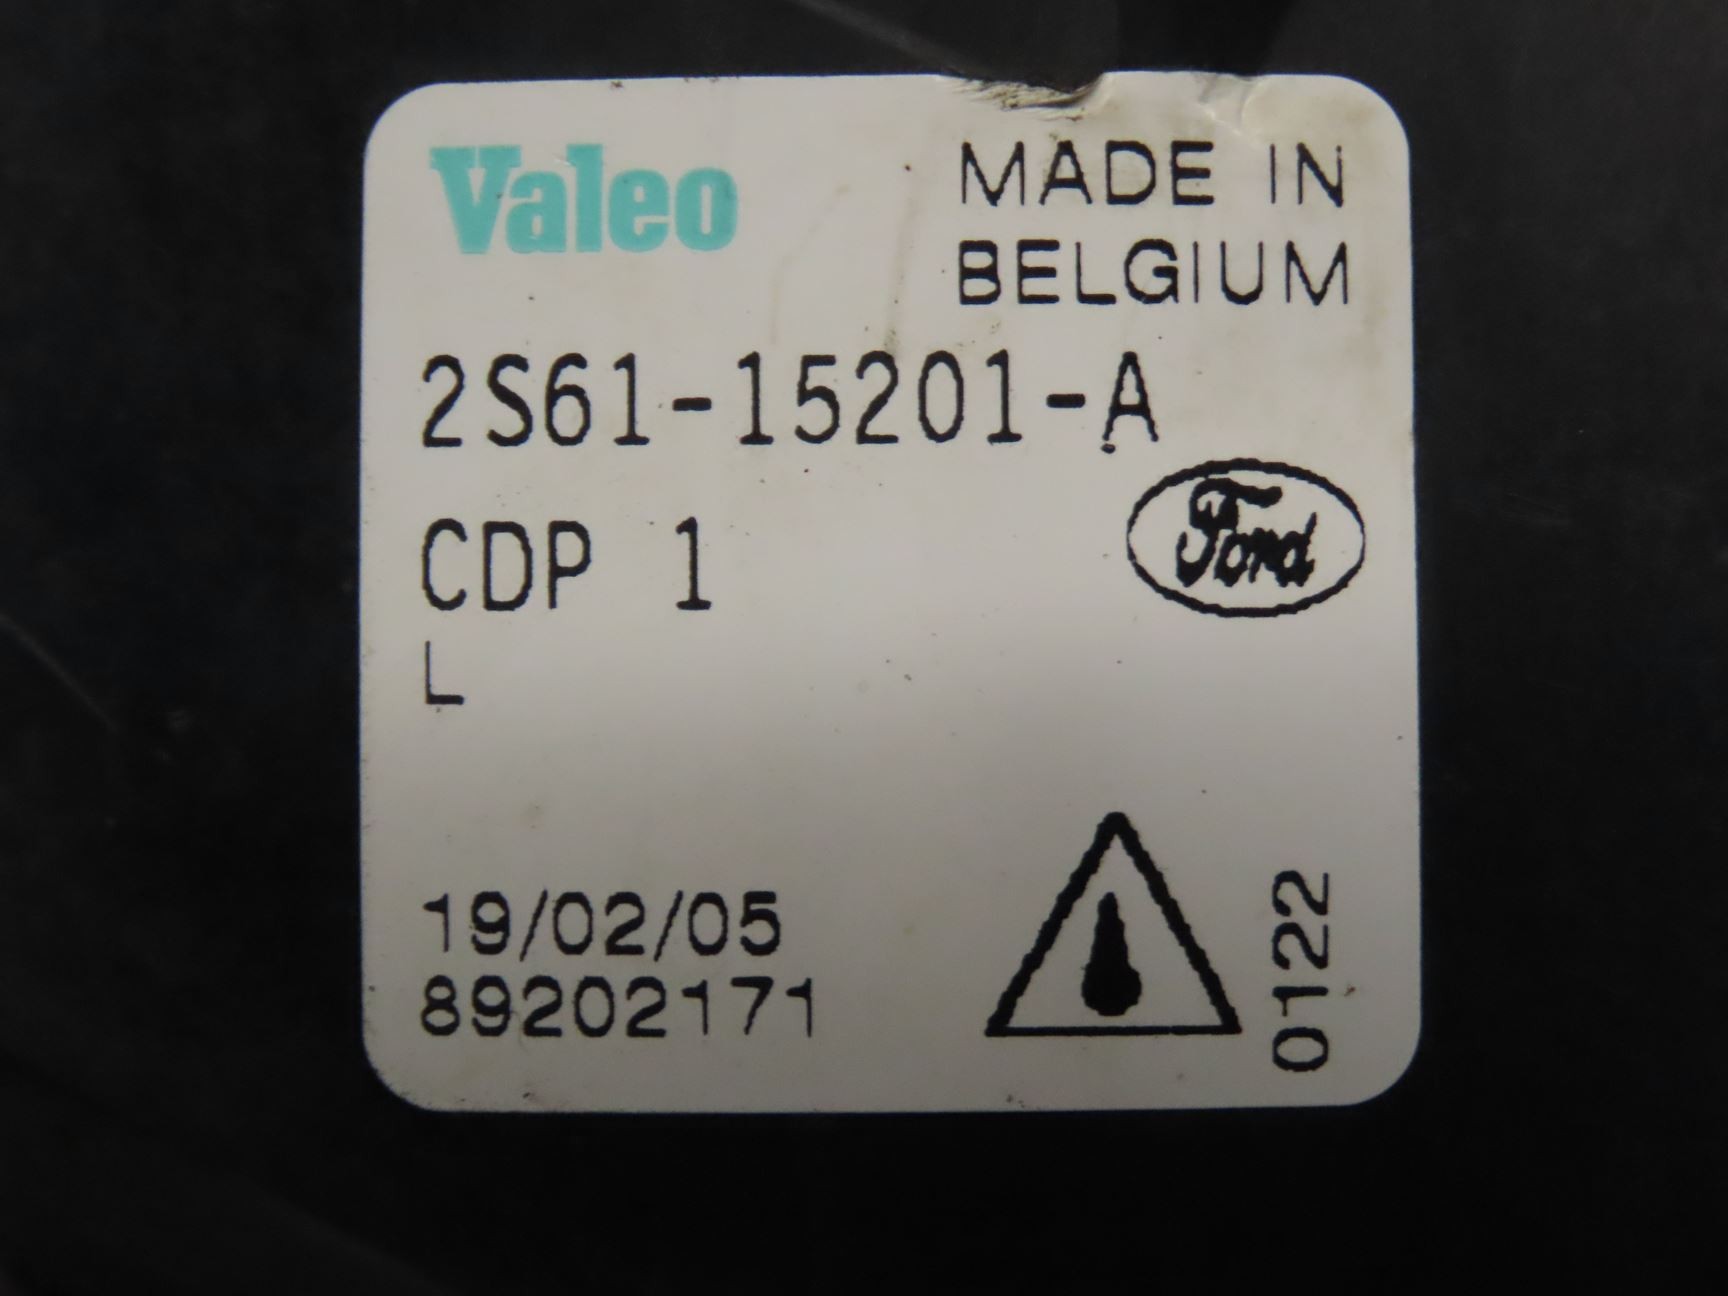 Valeo
MADE IN
BELGIUM
2S61-15201-A
Ford
CDP 1
L
19/02/05
89202171
0122